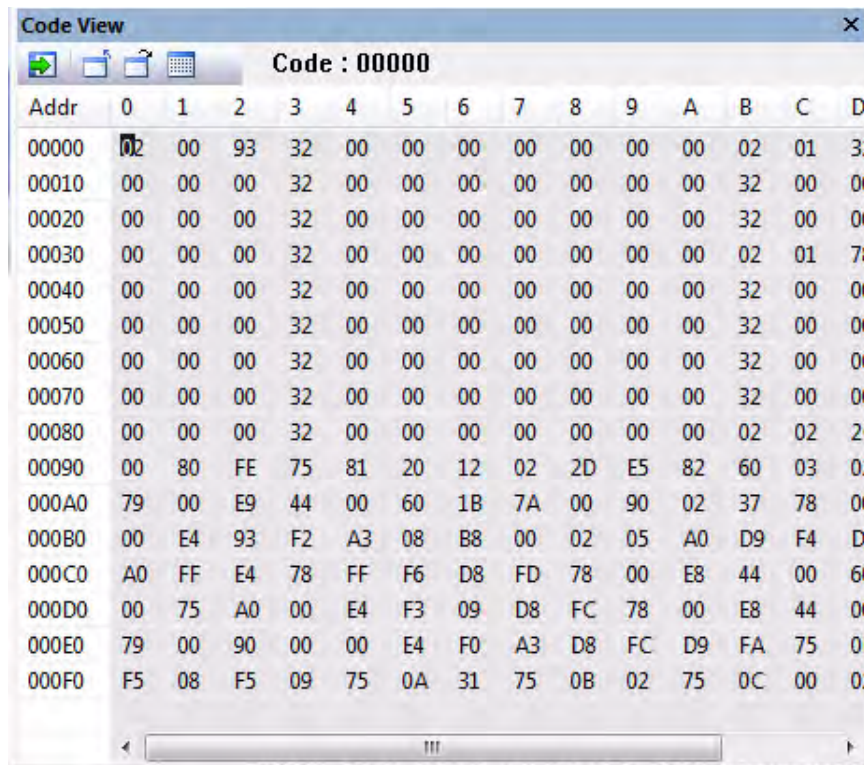 Code View
Code : 00000
Addr 0 1 2 3 4 5 6 7 8 9 A B C D
00000 02 00 93 32 00 00 00 00 00 00 00 02 01
00010 00 00 00 32 00 00 00 00 00 00 00 32 00
00020 00 00 00 32 00 00 00 00 00 00 00 32 00
00030 00 00 00 32 00 00 00 00 00 00 00 02 01
00040 00 00 00 32 00 00 00 00 00 00 00 32 00
00050 00 00 00 32 00 00 00 00 00 00 00 32 00
00060 00 00 00 32 00 00 00 00 00 00 00 32 00
00070 00 00 00 32 00 00 00 00 00 00 00 32 00
00080 00 00 00 32 00 00 00 00 00 00 00 02 02
00090 00 80 FE 75 81 20 12 02 2D E5 82 60 03
000A0 79 00 E9 44 00 60 1B 7A 00 90 02 37 78
000B0 00 E4 93 F2 A3 08 B8 00 02 05 A0 D9 F4
000C0 A0 FF E4 78 FF F6 D8 FD 78 00 E8 44 00
000D0 00 75 A0 00 E4 F3 09 D8 FC 78 00 E8 44
000E0 79 00 90 00 00 E4 F0 A3 D8 FC D9 FA 75
000F0 F5 08 F5 09 75 0A 31 75 0B 02 75 0C 00